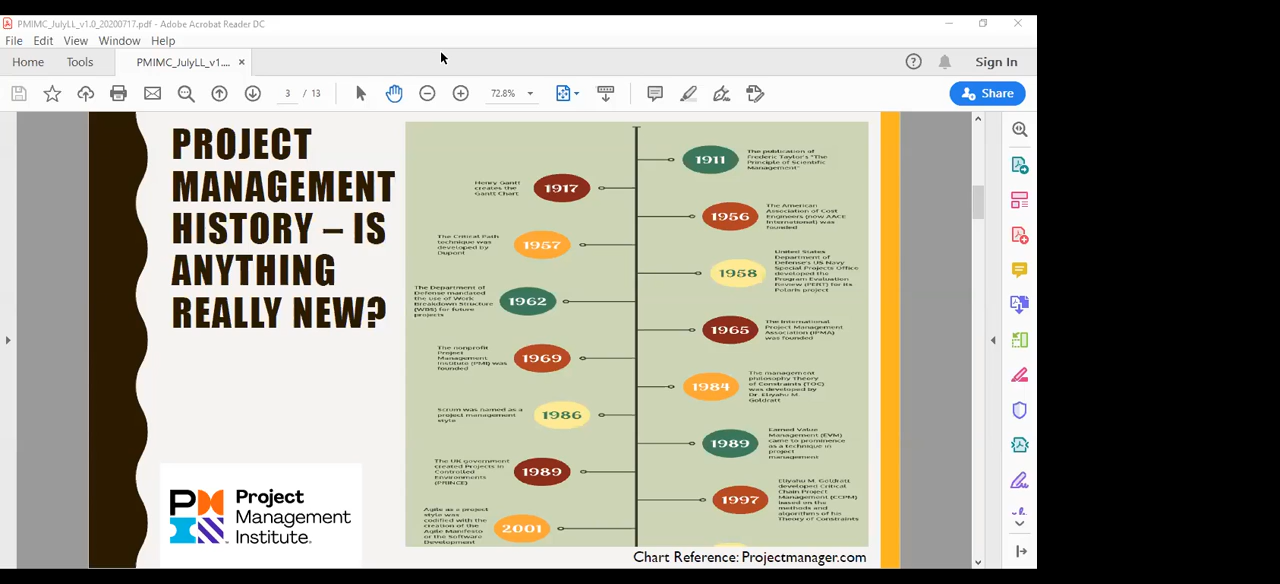 PMIMC_JulyLL_v1.0_20200717.pdf - Adobe Acrobat Reader DC
File Edit View Window Help
Home Tools PMIMC_JulyLL_v1.... ×
Sign In
3 / 13
72.8%
Share
PROJECT
MANAGEMENT
HISTORY – IS
ANYTHING
REALLY NEW?
1911
The publication of
Frederic Taylor's "The
Principle of Scientific
Management"
Henry Gantt
creates the
Gantt Chart
1917
1956
The American
Association of Cost
Engineers (now AACE
International) was
founded
The Critical Path
technique was
developed by
Dupont
1957
1958
United States
Department of
Defense's US Navy
Special Projects Office
developed the
Program Evaluation
Review (PERT) for its
Polaris project
The Department of
Defense mandated
the use of Work
Breakdown Structure
(WBS) for future
projects
1962
1965
The International
Project Management
Association (IPMA)
was founded
The nonprofit
Project
Management
Institute (PMI) was
founded
1969
1984
The management
philosophy Theory
of Constraints (TOC)
was developed by
Dr. Eliyahu M.
Goldratt
Scrum was named as a
project management
style
1986
1989
Earned Value
Management (EVM)
came to prominence
as a technique in
project
management
The UK government
created Projects in
Controlled
Environments
(PRINCE)
1989
1997
Eliyahu M. Goldratt
developed Critical
Chain Project
Management (CCPM)
based on the
methods and
algorithms of his
Theory of Constraints
Agile as a project
style was
codified with the
creation of the
Agile Manifesto
or the Software
Development
2001
Project
Management
Institute.
Chart Reference: Projectmanager.com